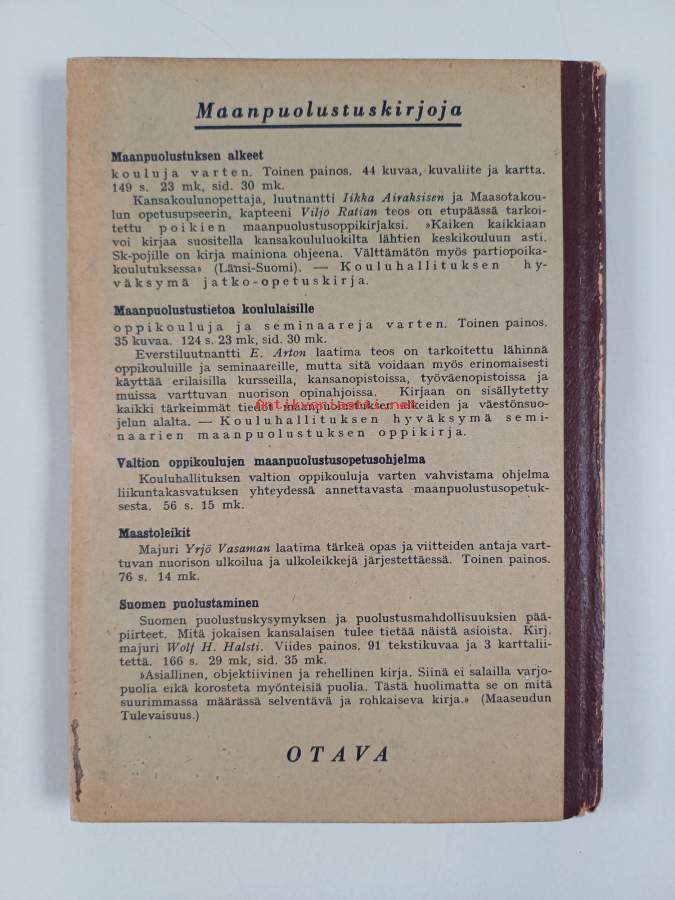 Maanpuolustuskirjoja
Maanpuolustuksen alkeet
kouluja varten. Toinen painos. 44 kuvaa, kuvaliite ja kartta.
149 s. 23 mk, sid. 30 mk.
Kansakoulunopettaja, luutnantti Iikka Airaksisen ja Maasotakou-
lun opetusupseerin, kapteeni Viljo Ratian teos on etupäässä tarkoi-
tettu poikien maanpuolustusoppikirjaksi. »Kaiken kaikkiaan
voi kirjaa suositella kansakoululuokilta lähtien keskikouluun asti.
Sk-pojille on kirja mainiona ohjeena. Välttämätön myös partiopoika-
koulutuksessa» (Länsi-Suomi). — Kouluhallituksen hy-
väksymä jatko-opetuskirja.
Maanpuolustustietoa koululaisille
oppikouluja ja seminaareja varten. Toinen painos.
35 kuvaa. 124 s. 23 mk, sid. 30 mk.
Everstiluutnantti E. Arton laatima teos on tarkoitettu lähinnä
oppikouluille ja seminaareille, mutta sitä voidaan myös erinomaisesti
käyttää erilaisilla kursseilla, kansanopistoissa, työväenopistoissa ja
muissa varttuvan nuorison opinahjoissa. Kirjaan on sisällytetty
kaikki tärkeimmät tiedot maanpuolustuksen alkeiden ja väestönsuo-
jelun alalta. — Kouluhallituksen hyväksymä semi-
naarien maanpuolustuksen oppikirja.
Antikvariaatti.net
Valtion oppikoulujen maanpuolustusopetusohjelma
Kouluhallituksen valtion oppikouluja varten vahvistama ohjelma
liikuntakasvatuksen yhteydessä annettavasta maanpuolustusopetuk-
sesta. 56 s. 15 mk.
Maastoleikit
Majuri Yrjö Vasaman laatima tärkeä opas ja viitteiden antaja vart-
tuvan nuorison ulkoilua ja ulkoleikkejä järjestettäessä. Toinen painos.
76 s. 14 mk.
Suomen puolustaminen
Suomen puolustuskysymyksen ja puolustusmahdollisuuksien pää-
piirteet. Mitä jokaisen kansalaisen tulee tietää näistä asioista. Kirj.
majuri Wolf H. Halsti. Viides painos. 91 tekstikuvaa ja 3 karttalii-
tettä. 166 s. 29 mk, sid. 35 mk.
»Asiallinen, objektiivinen ja rehellinen kirja. Siinä ei salailla varjo-
puolia eikä korosteta myönteisiä puolia. Tästä huolimatta se on mitä
suurimmassa määrässä selventävä ja rohkaiseva kirja.» (Maaseudun
Tulevaisuus.)
OTAVA